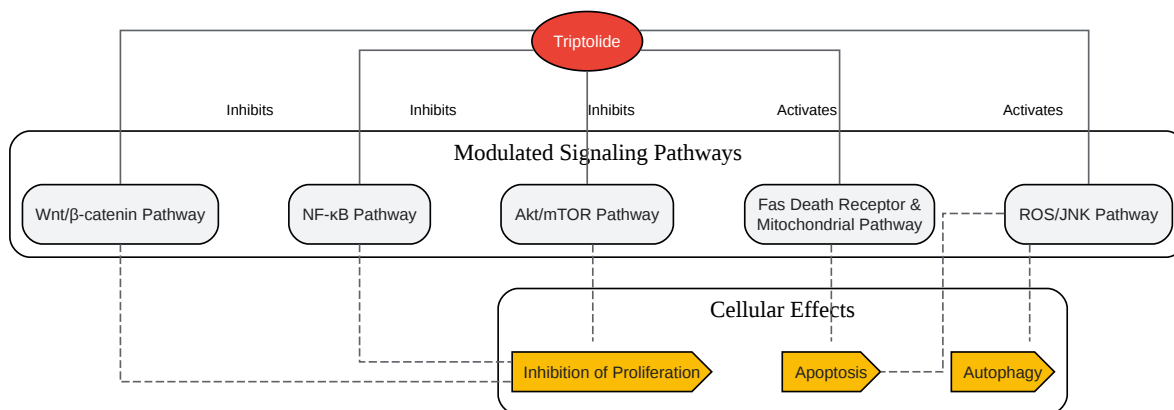 Triptolide
Inhibits
Inhibits
Inhibits
Activates
Activates
Modulated Signaling Pathways
Wnt/β-catenin Pathway
NF-κB Pathway
Akt/mTOR Pathway
Fas Death Receptor &
Mitochondrial Pathway
ROS/JNK Pathway
Cellular Effects
Inhibition of Proliferation
Apoptosis
Autophagy